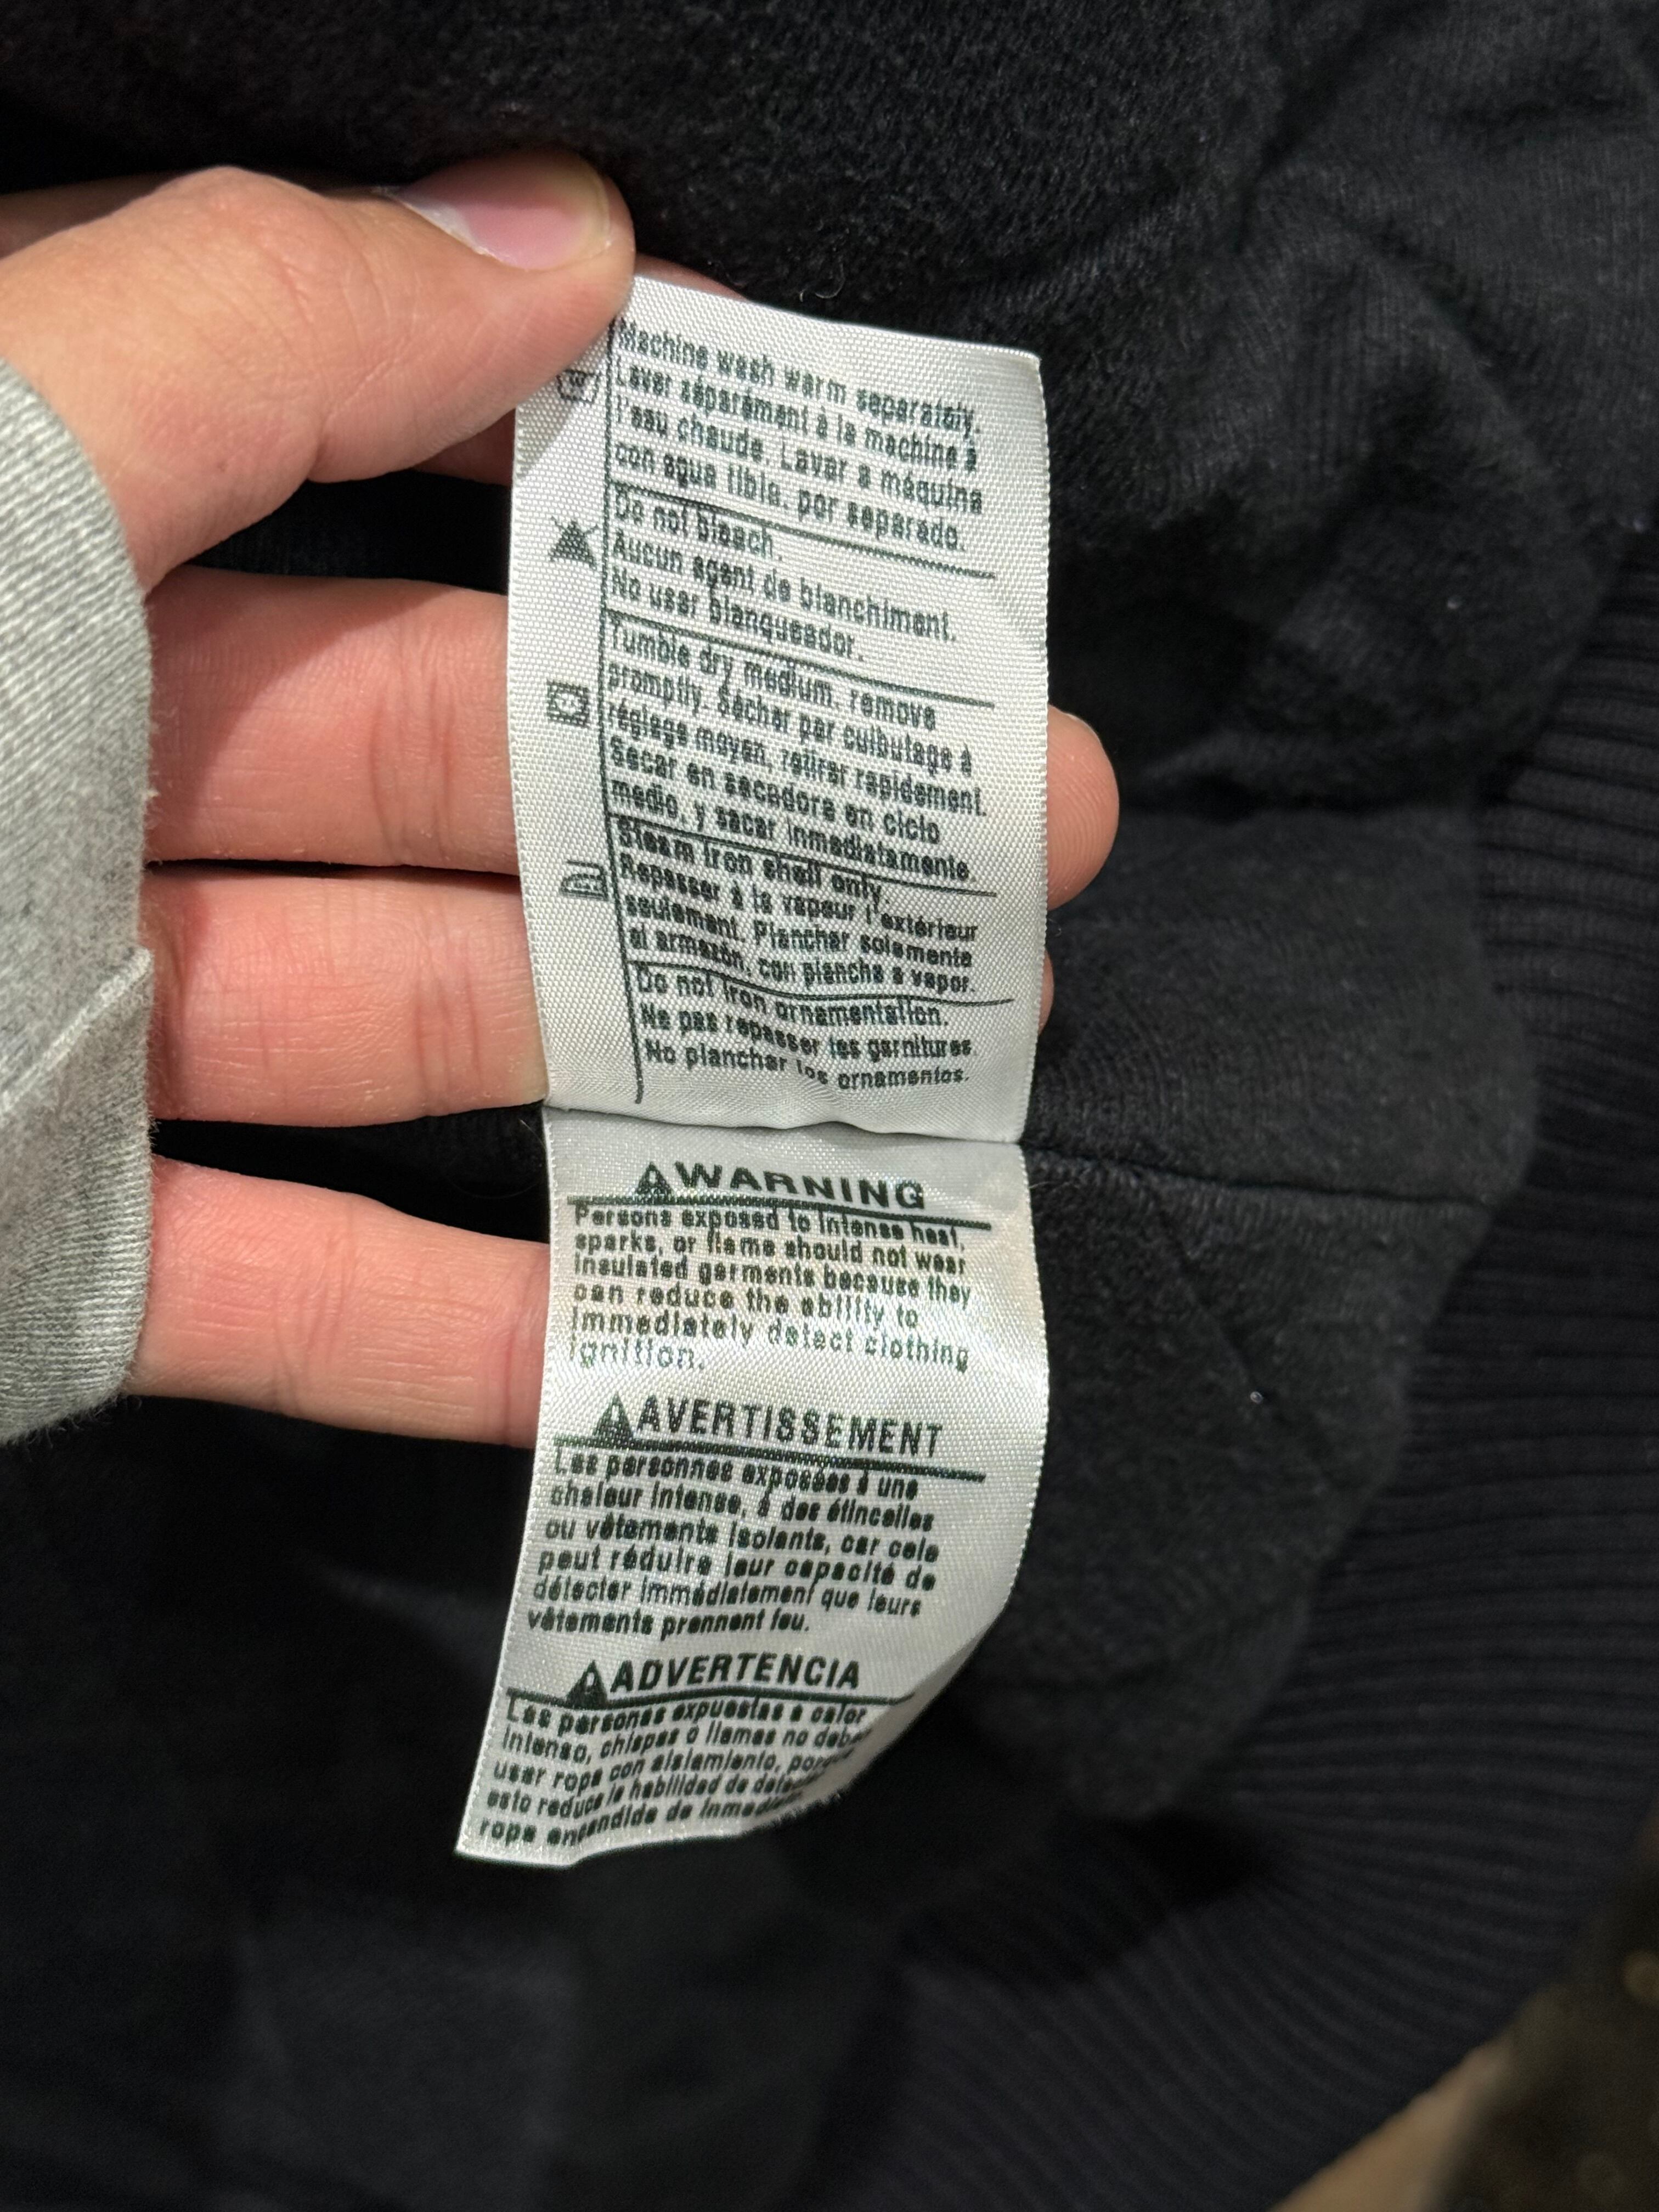 Machine wash warm separately.
Laver séparément à la machine à
l'eau chaude. Lavar a máquina
con agua tibia, por separado.
Do not bleach.
Aucun agent de blanchiment.
No usar blanqueador.
Tumble dry medium, remove
promptly. Sécher par culbutage à
réglage moyen, retirer rapidement.
Secar en secadora en ciclo
medio, y sacar inmediatamente.
Steam iron shell only.
Repasser à la vapeur l'extérieur
seulement. Planchar solamente
el armazón, con plancha a vapor.
Do not iron ornamentation.
Ne pas repasser les garnitures.
No planchar los ornamentos.
WARNING
Persons exposed to intense heat,
sparks, or flame should not wear
insulated garments because they
can reduce the ability to
immediately detect clothing
ignition.
AVERTISSEMENT
Les personnes exposées à une
chaleur intense, à des étincelles
ou vêtements isolants, car cela
peut réduire leur capacité de
détecter immédiatement que leurs
vêtements prennent feu.
ADVERTENCIA
Las personas expuestas a calor
intenso, chispas o llamas no
usar ropa con aislamiento,
esto reduce la habilidad de
ropa encendida de